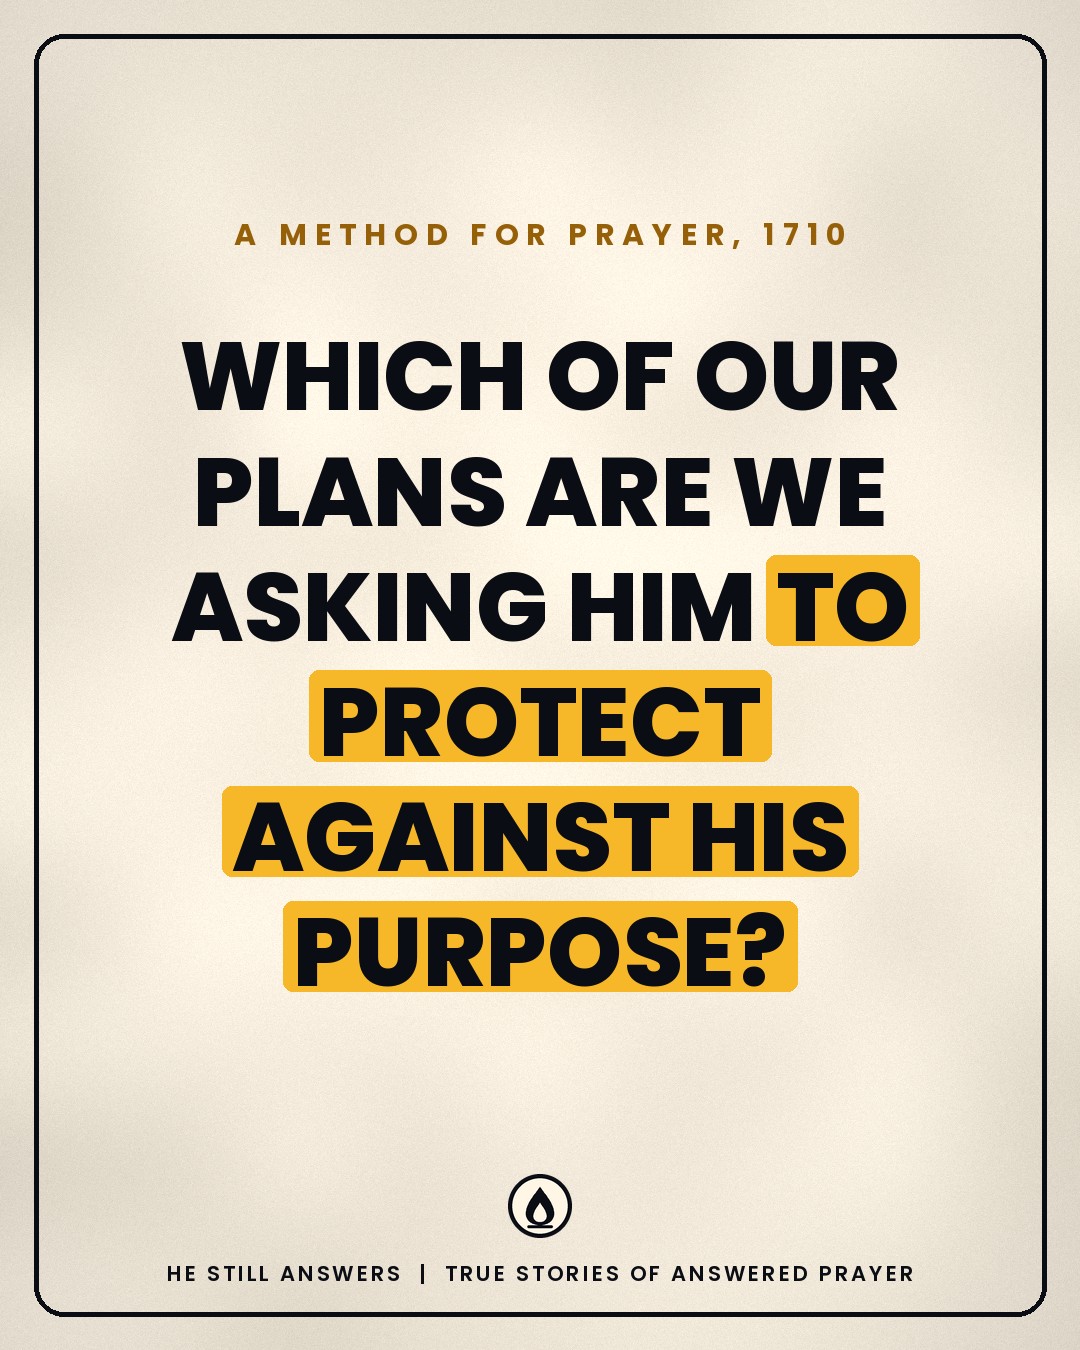 A METHOD FOR PRAYER, 1710
WHICH OF OUR
PLANS ARE WE
ASKING HIM TO
PROTECT
AGAINST HIS
PURPOSE?
HE STILL ANSWERS | TRUE STORIES OF ANSWERED PRAYER